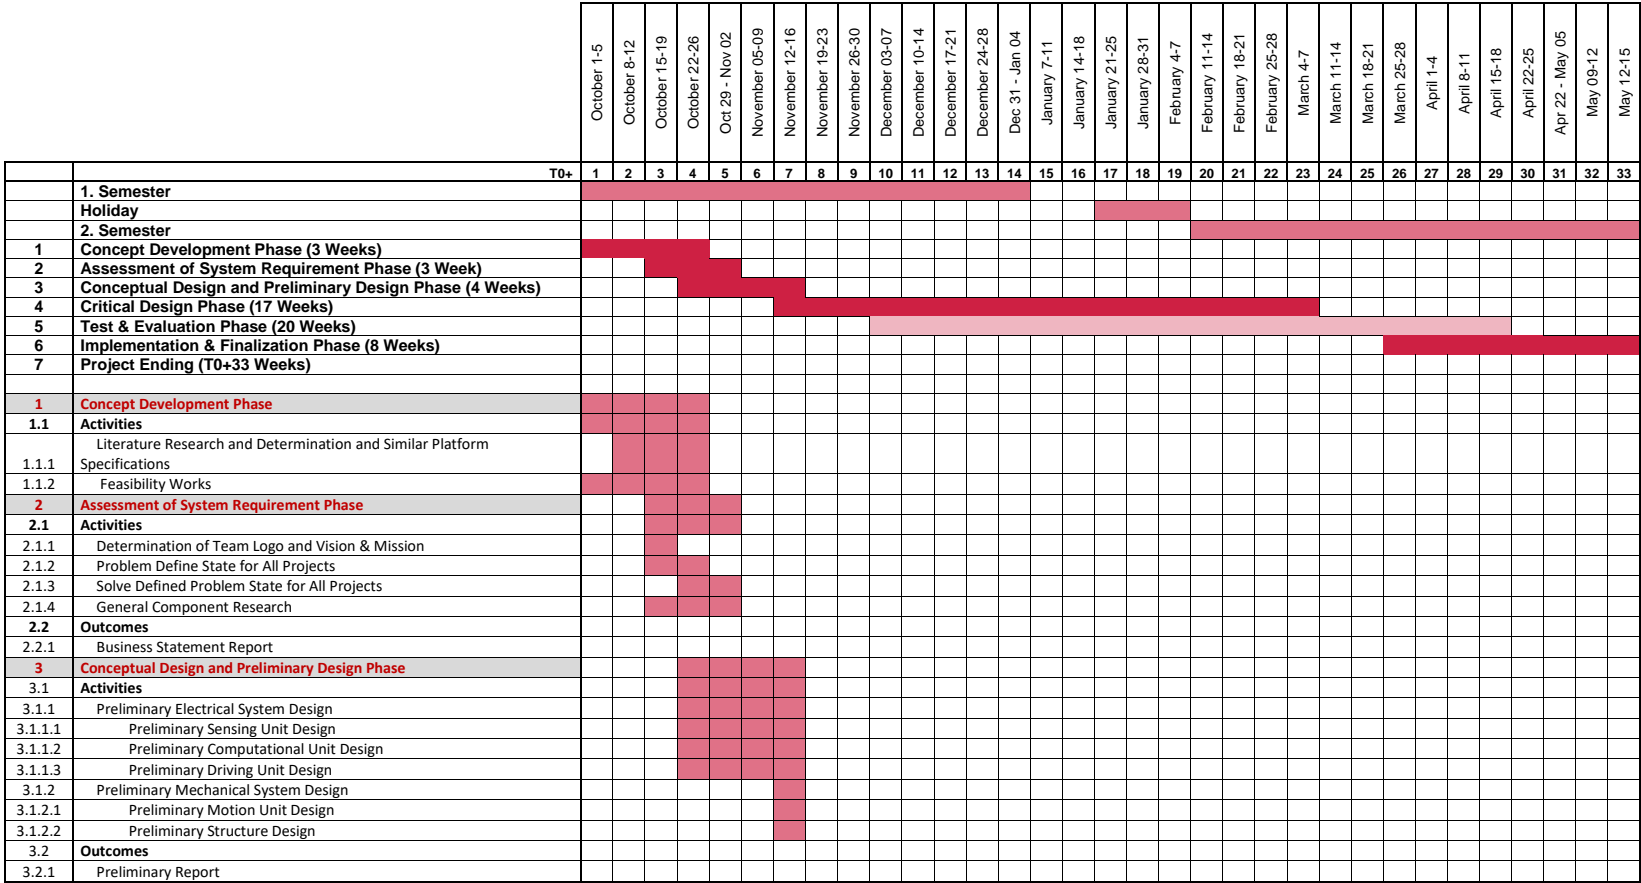 October 1-5
October 8-12
October 15-19
October 22-26
Oct 29 - Nov 02
November 05-09
November 12-16
November 19-23
November 26-30
December 03-07
December 10-14
December 17-21
December 24-28
Dec 31 - Jan 04
January 7-11
January 14-18
January 21-25
January 28-31
February 4-7
February 11-14
February 18-21
February 25-28
March 4-7
March 11-14
March 18-21
March 25-28
April 1-4
April 8-11
April 15-18
April 22-25
Apr 22 - May 05
May 09-12
May 12-15
T0+ 1 2 3 4 5 6 7 8 9 10 11 12 13 14 15 16 17 18 19 20 21 22 23 24 25 26 27 28 29 30 31 32 33
1. Semester
Holiday
2. Semester
1 Concept Development Phase (3 Weeks)
2 Assessment of System Requirement Phase (3 Week)
3 Conceptual Design and Preliminary Design Phase (4 Weeks)
4 Critical Design Phase (17 Weeks)
5 Test & Evaluation Phase (20 Weeks)
6 Implementation & Finalization Phase (8 Weeks)
7 Project Ending (T0+33 Weeks)
1 Concept Development Phase
1.1 Activities
Literature Research and Determination and Similar Platform
1.1.1 Specifications
1.1.2 Feasibility Works
2 Assessment of System Requirement Phase
2.1 Activities
2.1.1 Determination of Team Logo and Vision & Mission
2.1.2 Problem Define State for All Projects
2.1.3 Solve Defined Problem State for All Projects
2.1.4 General Component Research
2.2 Outcomes
2.2.1 Business Statement Report
3 Conceptual Design and Preliminary Design Phase
3.1 Activities
3.1.1 Preliminary Electrical System Design
3.1.1.1 Preliminary Sensing Unit Design
3.1.1.2 Preliminary Computational Unit Design
3.1.1.3 Preliminary Driving Unit Design
3.1.2 Preliminary Mechanical System Design
3.1.2.1 Preliminary Motion Unit Design
3.1.2.2 Preliminary Structure Design
3.2 Outcomes
3.2.1 Preliminary Report